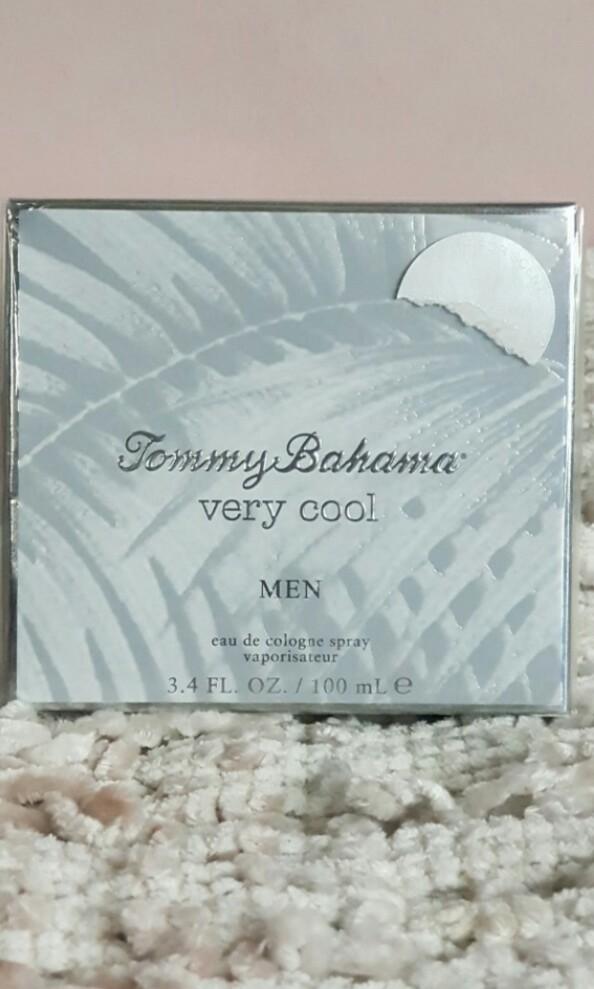 Tommy Bahama®
very cool
MEN
eau de cologne spray
vaporisateur
3.4 FL. OZ. / 100 mL ℮